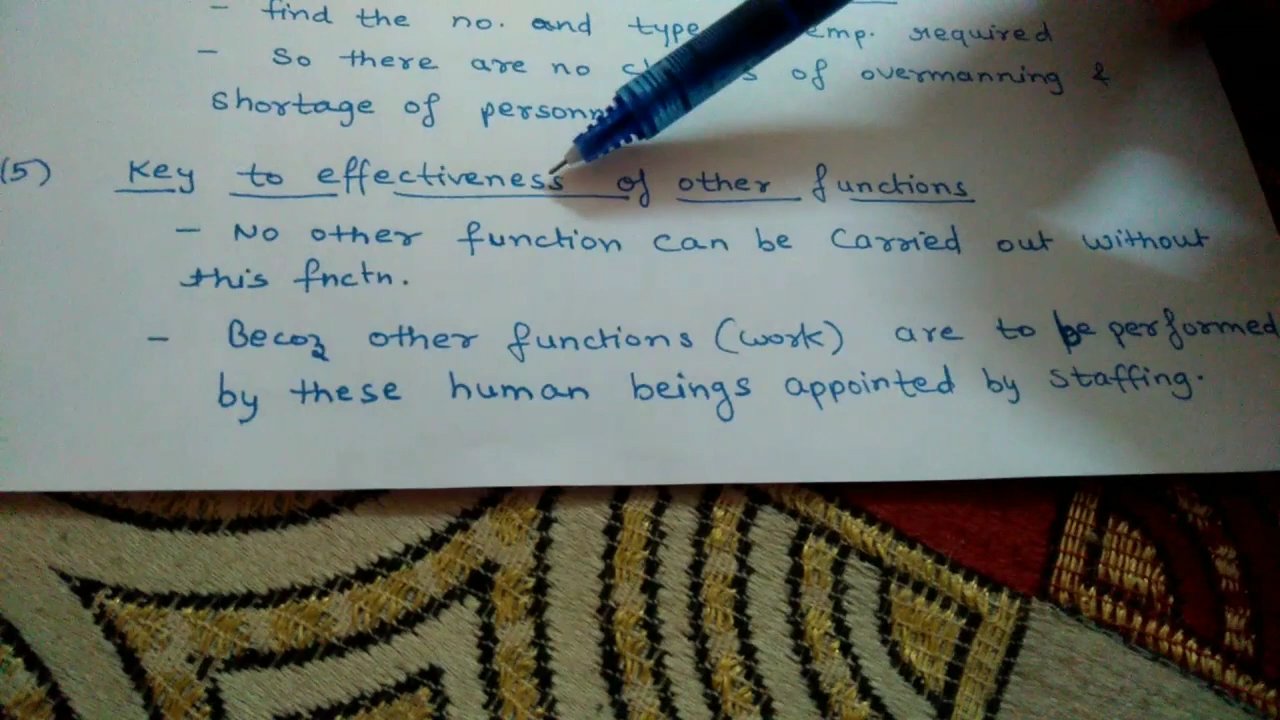 - find the no. and type emp. required
- So there are no of overmanning &
shortage of
(5) Key to effectiveness of other functions
- No other function can be carried out without
this fnctn.
- Becoz other functions (work) are to be performed
by these human beings appointed by staffing.